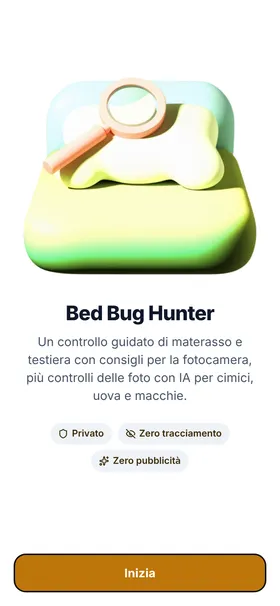 Bed Bug Hunter
Un controllo guidato di materasso e
testiera con consigli per la fotocamera,
più controlli delle foto con IA per cimici,
uova e macchie.
Privato
Zero tracciamento
Zero pubblicità
Inizia